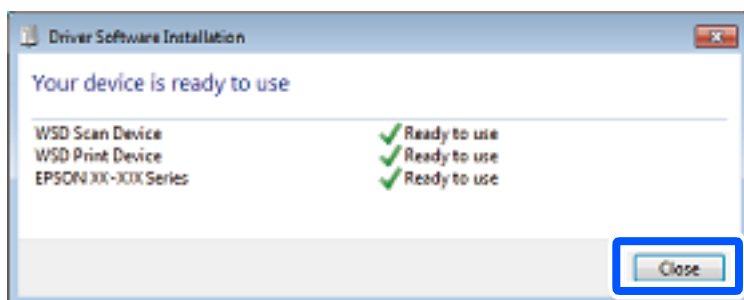 Driver Software Installation
Your device is ready to use
WSD Scan Device Ready to use
WSD Print Device Ready to use
EPSON XX-XXX Series Ready to use
Close